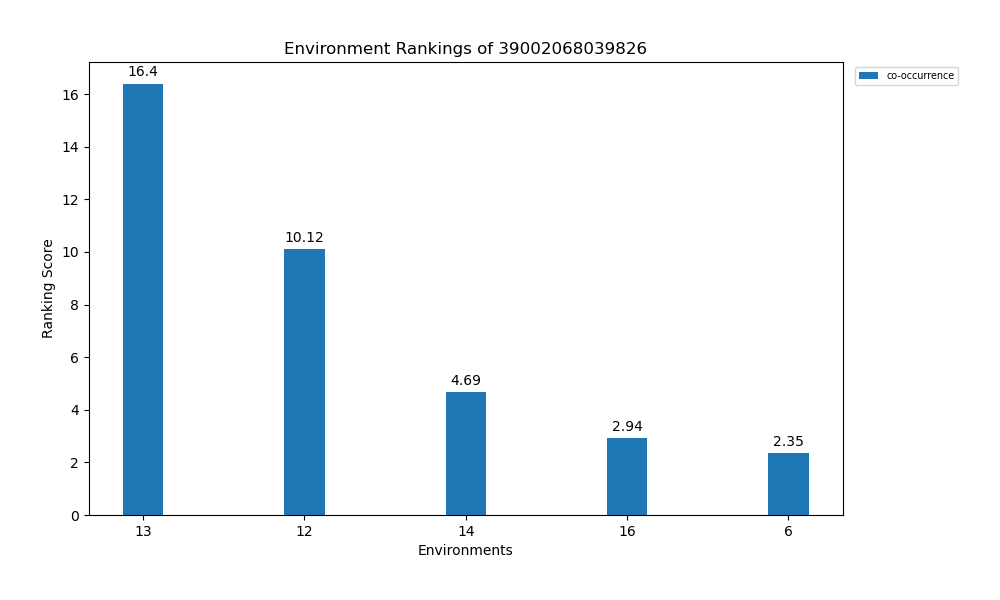 Environment Rankings of 39002068039826
co-occurrence
Ranking Score
16
14
12
10
8
6
4
2
0
16.4
10.12
4.69
2.94
2.35
13 12 14 16 6
Environments